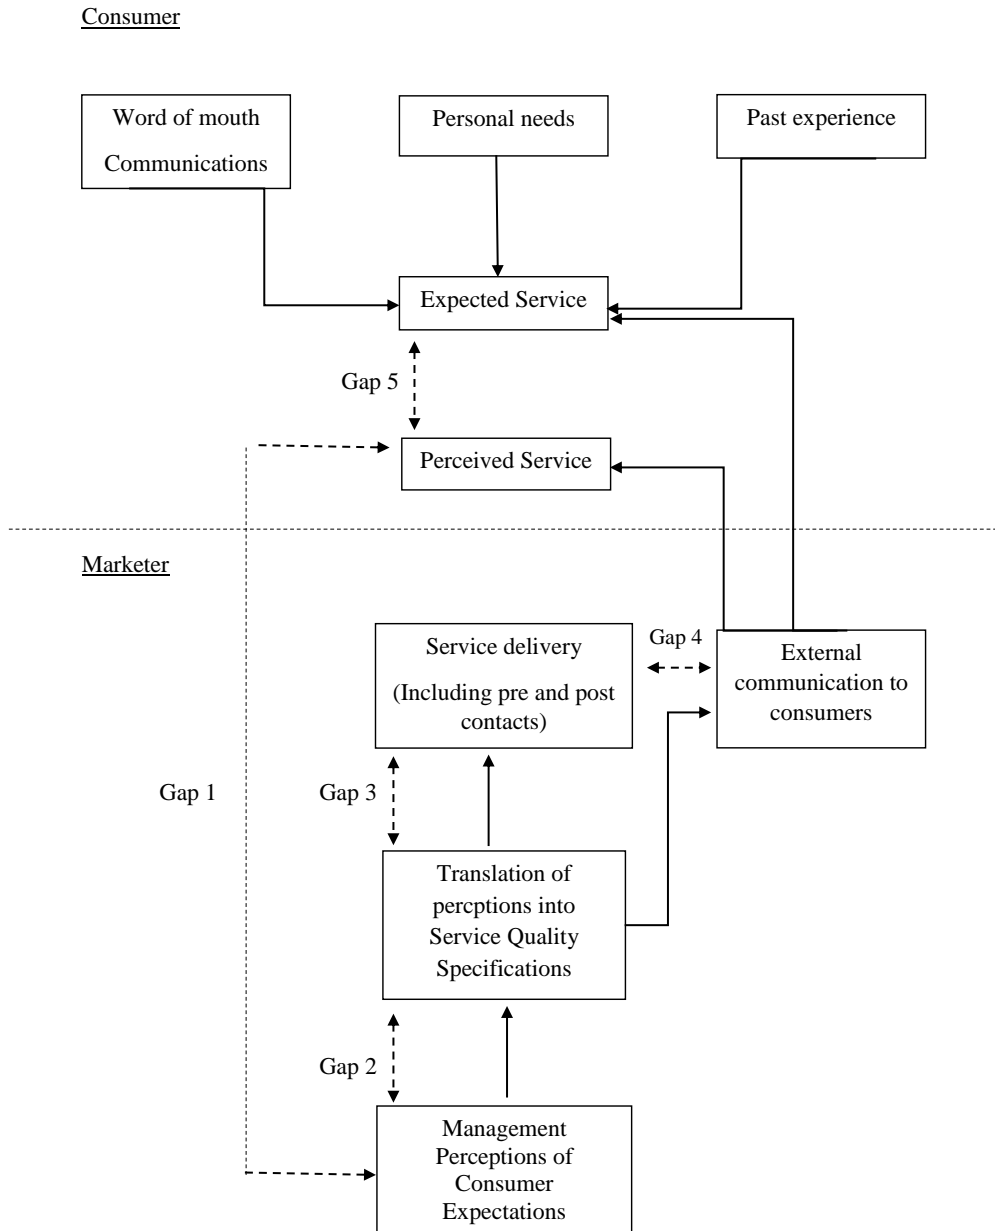 Consumer
Word of mouth
Communications
Personal needs
Past experience
Expected Service
Gap 5
Perceived Service
Marketer
Service delivery
(Including pre and post
contacts)
Gap 4
External
communication to
consumers
Gap 1
Gap 3
Translation of
percptions into
Service Quality
Specifications
Gap 2
Management
Perceptions of
Consumer
Expectations